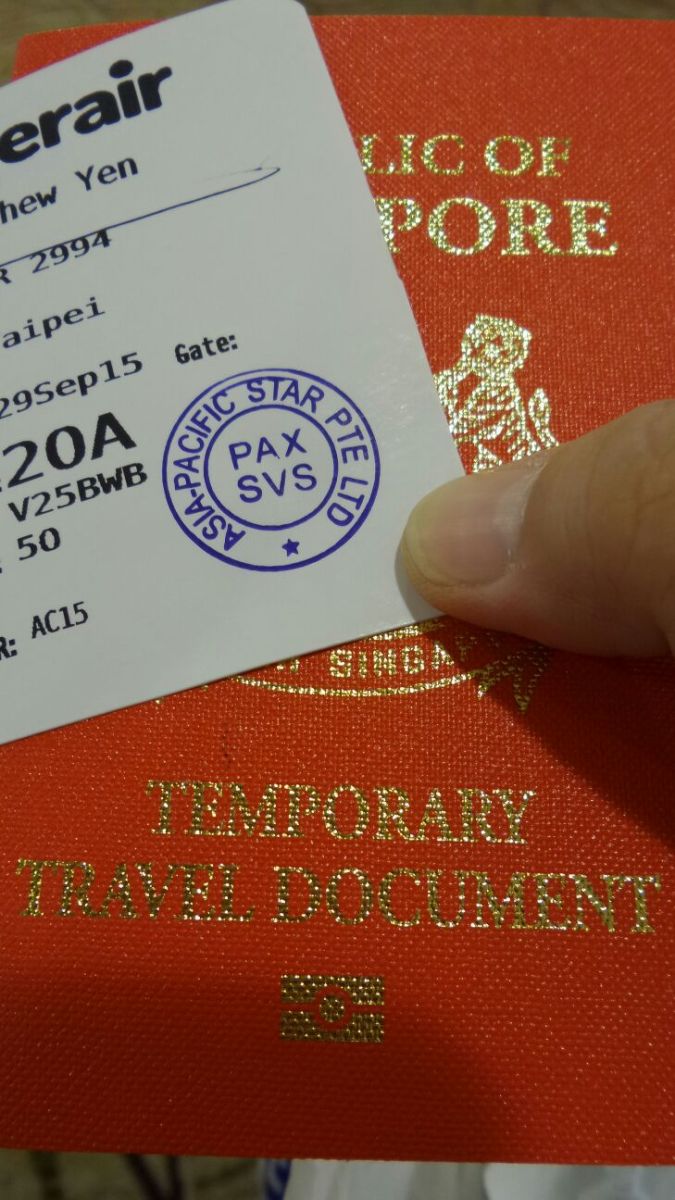 erair
hew Yen
R 2994
aipei
29Sep15 Gate:
20A
V25BWB
50
R: AC15
ASIA-PACIFIC STAR PTE LTD
PAX
SVS
LIC OF
PORE
SINGA
TEMPORARY
TRAVEL DOCUMENT